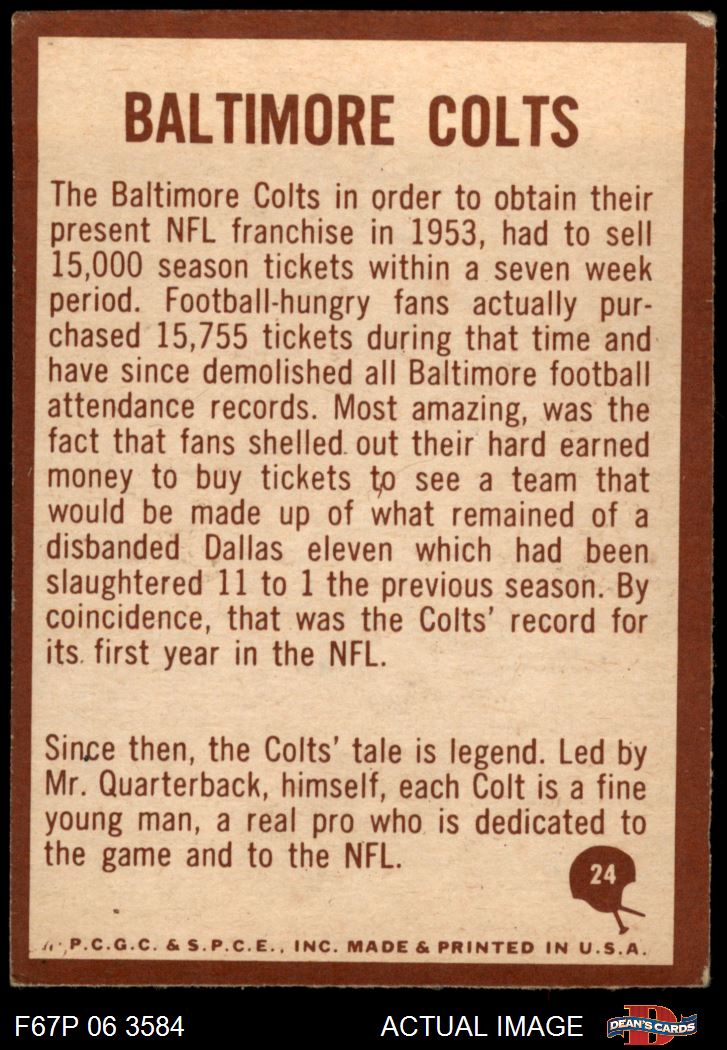 BALTIMORE COLTS
The Baltimore Colts in order to obtain their
present NFL franchise in 1953, had to sell
15,000 season tickets within a seven week
period. Football-hungry fans actually pur-
chased 15,755 tickets during that time and
have since demolished all Baltimore football
attendance records. Most amazing, was the
fact that fans shelled out their hard earned
money to buy tickets to see a team that
would be made up of what remained of a
disbanded Dallas eleven which had been
slaughtered 11 to 1 the previous season. By
coincidence, that was the Colts' record for
its first year in the NFL.
Since then, the Colts' tale is legend. Led by
Mr. Quarterback, himself, each Colt is a fine
young man, a real pro who is dedicated to
the game and to the NFL.
24
P.C.G.C. & S.P.C.E., INC. MADE & PRINTED IN U.S.A.
F67P 06 3584 ACTUAL IMAGE
D
DEAN'S CARDS